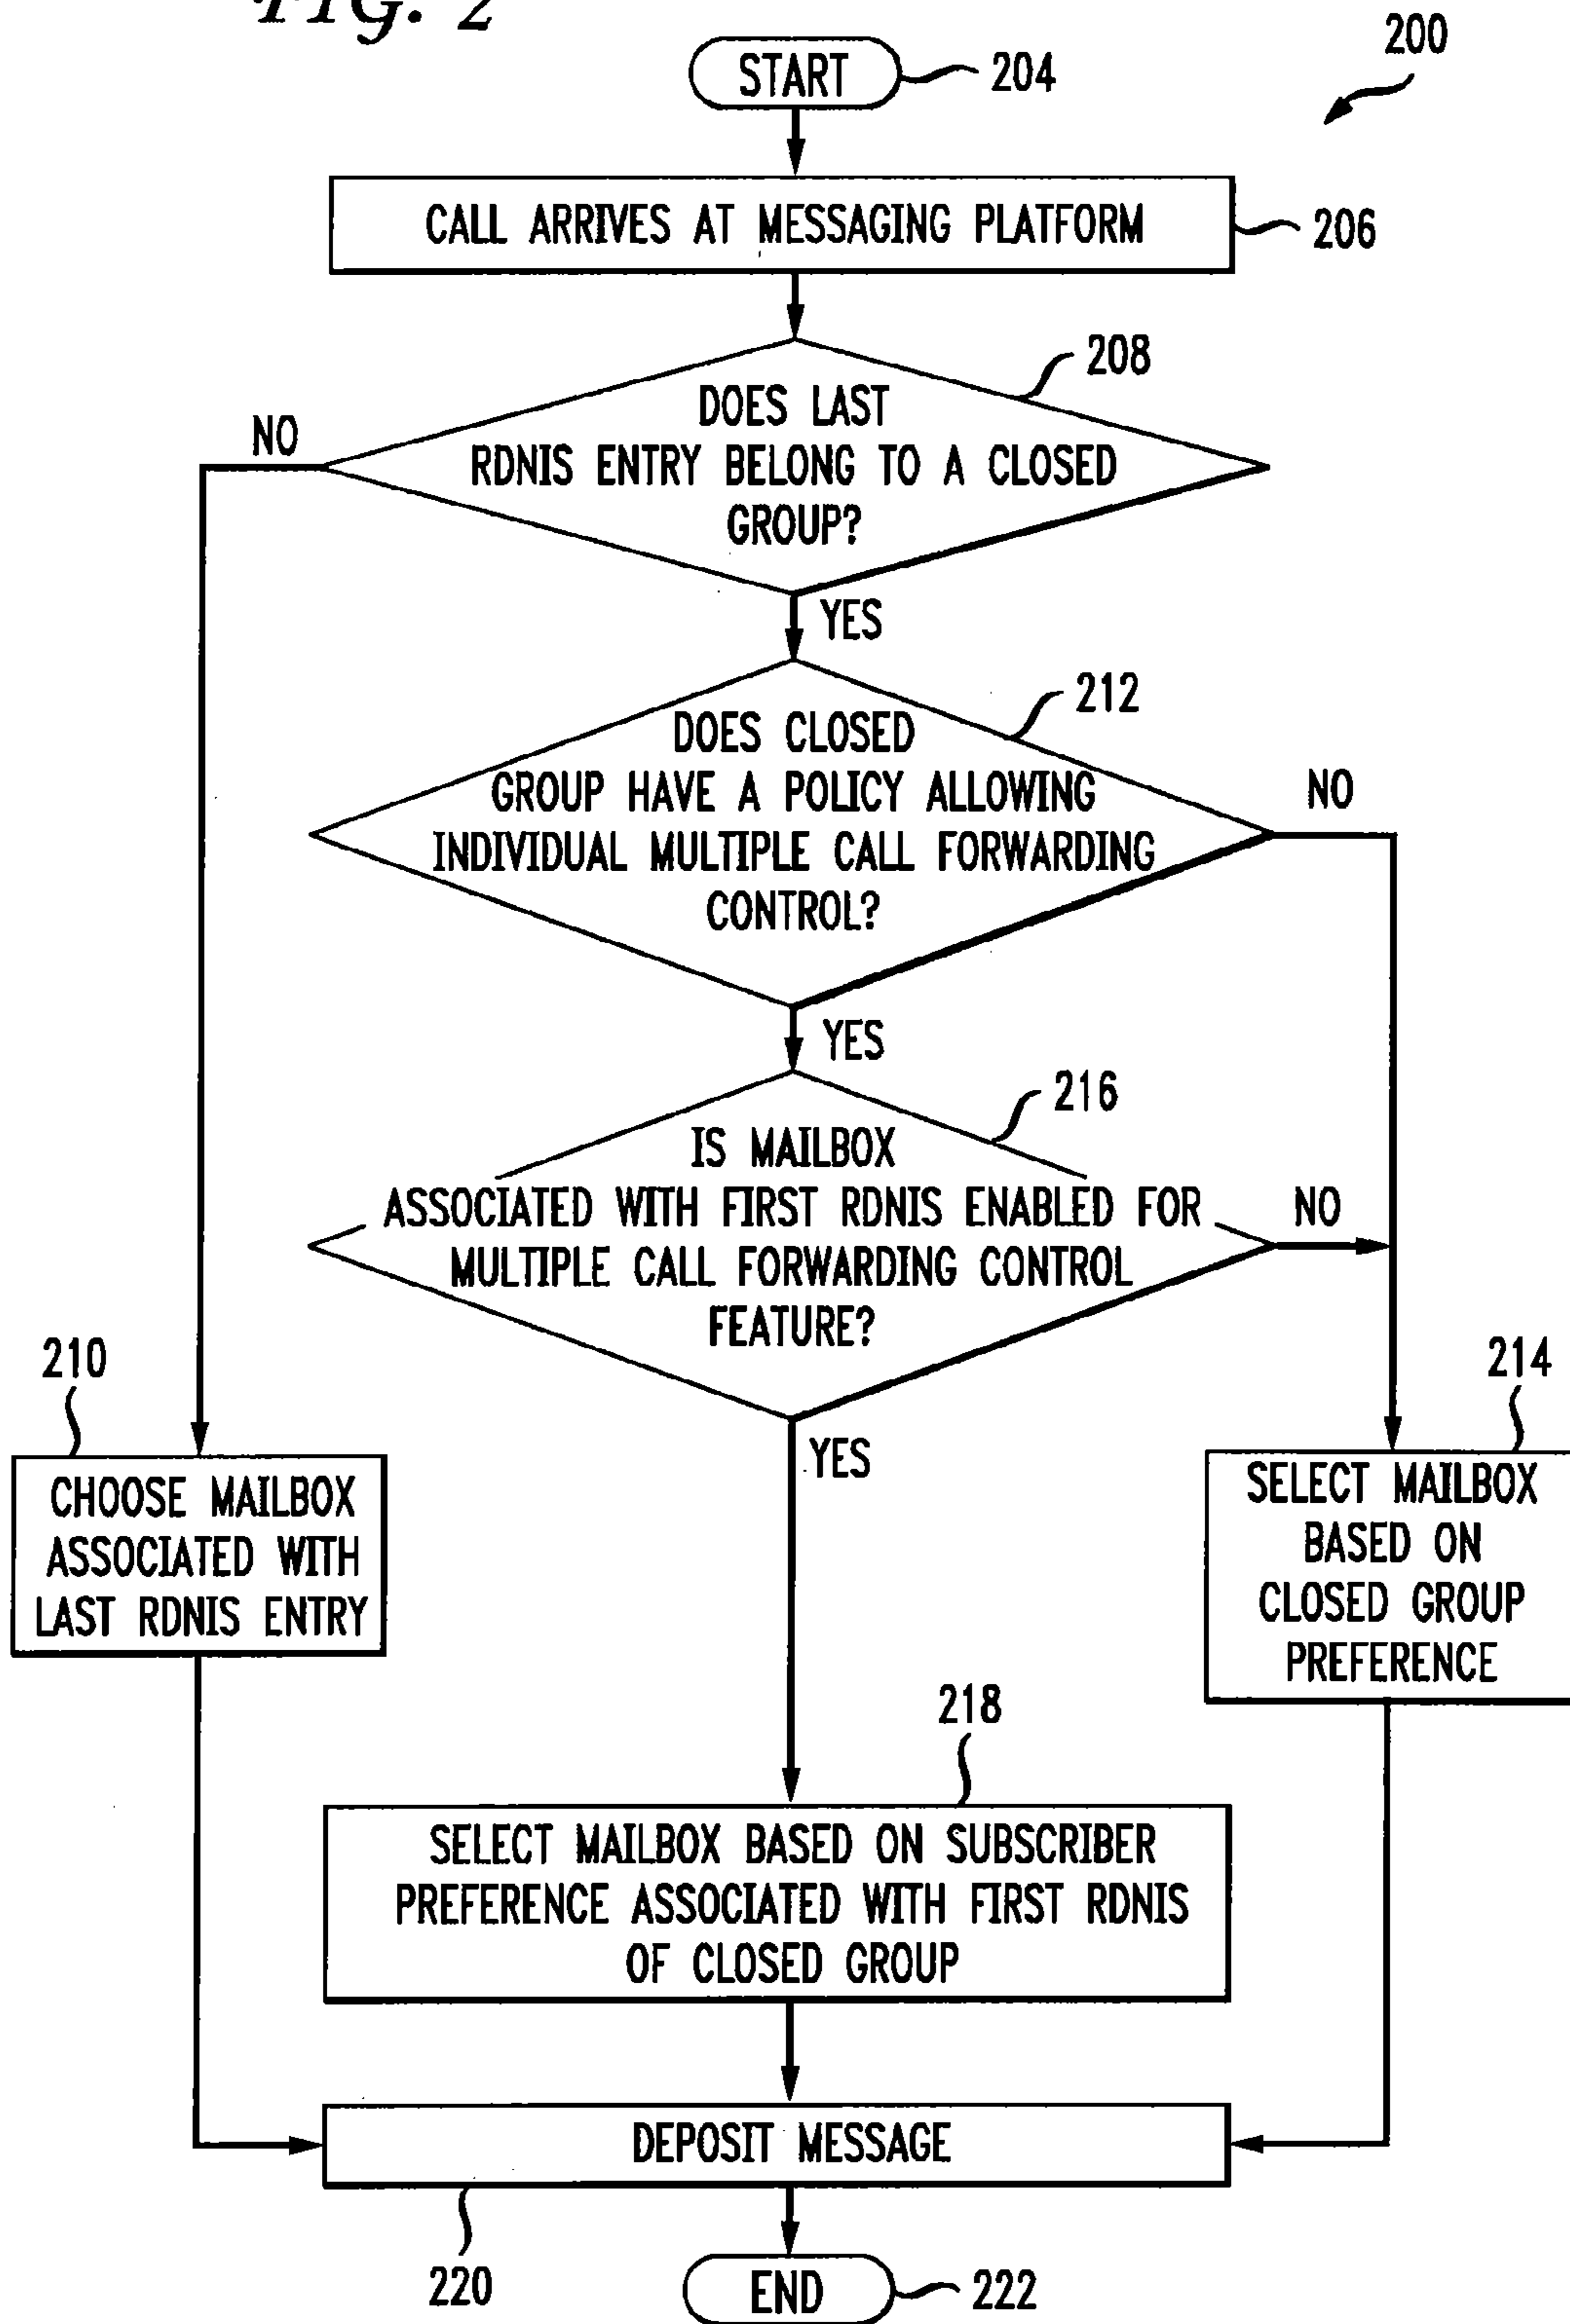 FIG. 2
200
START
204
CALL ARRIVES AT MESSAGING PLATFORM
206
208
DOES LAST
RDNIS ENTRY BELONG TO A CLOSED
GROUP?
NO
YES
212
DOES CLOSED
GROUP HAVE A POLICY ALLOWING
INDIVIDUAL MULTIPLE CALL FORWARDING
CONTROL?
NO
YES
216
IS MAILBOX
ASSOCIATED WITH FIRST RDNIS ENABLED FOR
MULTIPLE CALL FORWARDING CONTROL
FEATURE?
NO
YES
210
CHOOSE MAILBOX
ASSOCIATED WITH
LAST RDNIS ENTRY
214
SELECT MAILBOX
BASED ON
CLOSED GROUP
PREFERENCE
218
SELECT MAILBOX BASED ON SUBSCRIBER
PREFERENCE ASSOCIATED WITH FIRST RDNIS
OF CLOSED GROUP
DEPOSIT MESSAGE
220
END
222